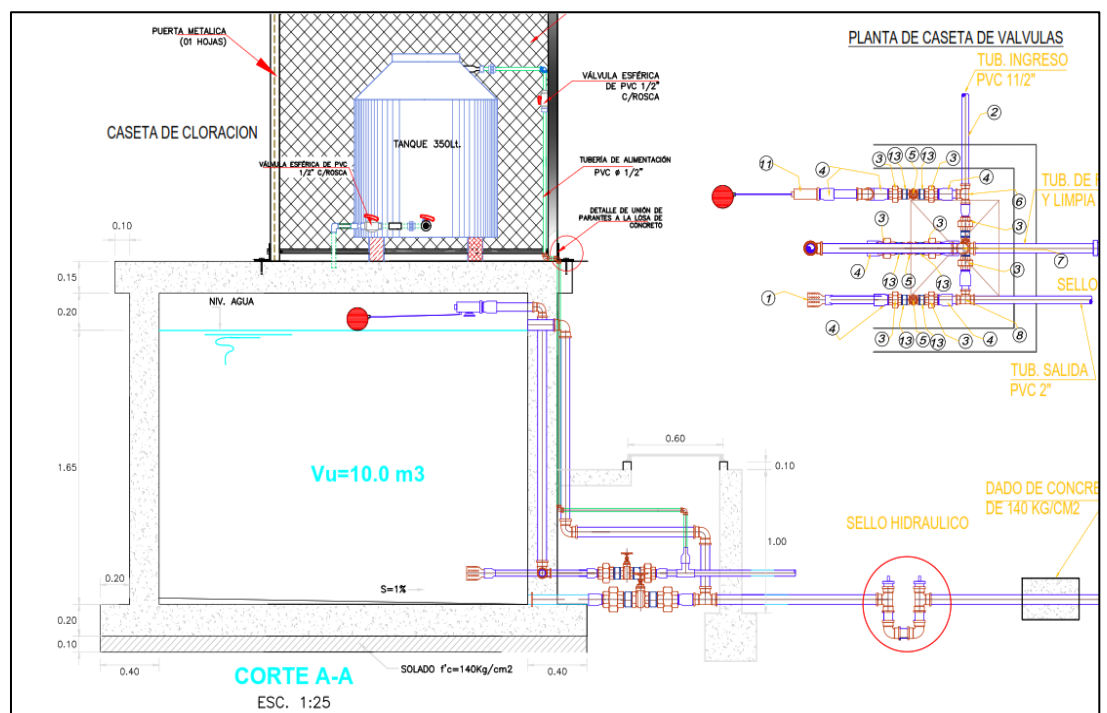 PUERTA METALICA
(01 HOJAS)
CASETA DE CLORACION
TANQUE 350Lt.
VÁLVULA ESFÉRICA DE PVC
1/2" C/ROSCA
VÁLVULA ESFÉRICA
DE PVC 1/2"
C/ROSCA
TUBERÍA DE ALIMENTACIÓN
PVC ø 1/2"
DETALLE DE UNIÓN DE
PARANTES A LA LOSA DE
CONCRETO
PLANTA DE CASETA DE VALVULAS
TUB. INGRESO
PVC 11/2"
2
3
13
5
13
3
11
4
4
6
TUB. DE
Y LIMPIA
3
3
3
4
13
5
13
3
7
1
SELLO
4
3
13
5
13
3
4
8
TUB. SALIDA
PVC 2"
0.10
0.15
0.20
NIV. AGUA
1.65
Vu=10.0 m3
0.60
0.10
1.00
SELLO HIDRAULICO
DADO DE CONCRE
DE 140 KG/CM2
0.20
S=1%
0.20
0.10
0.40
SOLADO f'c=140Kg/cm2
0.40
CORTE A-A
ESC. 1:25